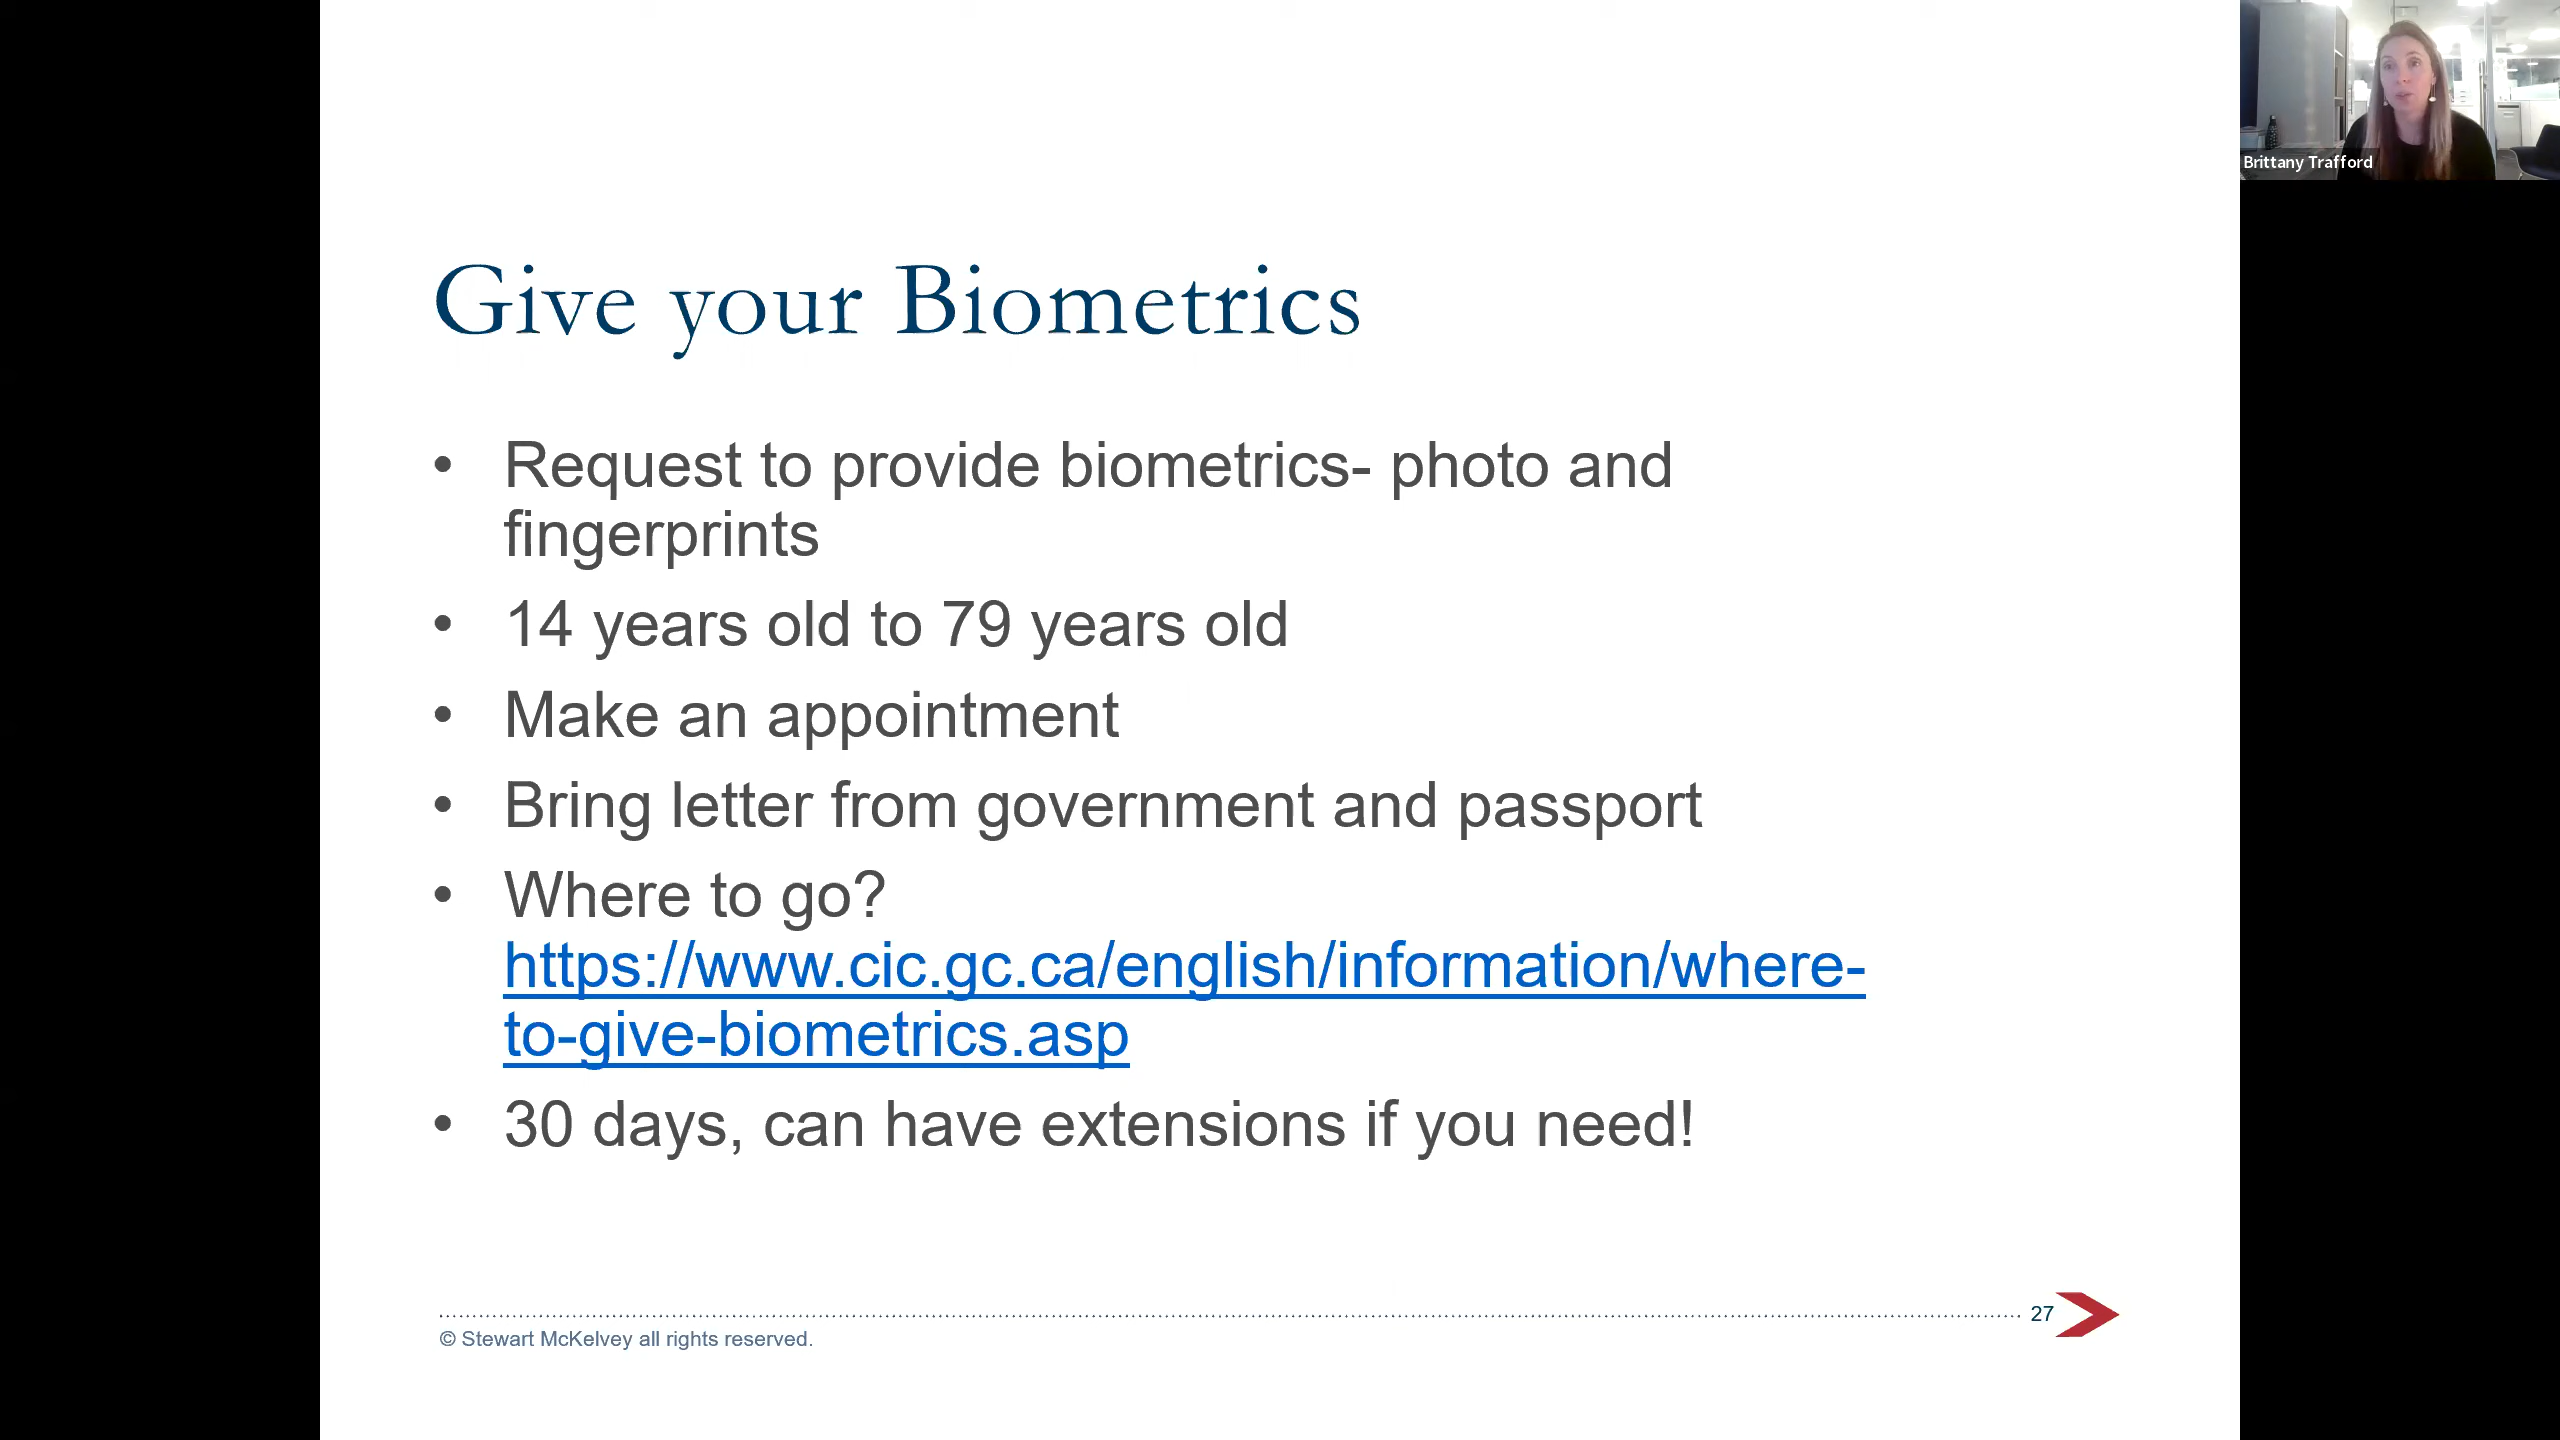 Brittany Trafford
Give your Biometrics
• Request to provide biometrics- photo and
fingerprints
• 14 years old to 79 years old
• Make an appointment
• Bring letter from government and passport
• Where to go?
https://www.cic.gc.ca/english/information/where-
to-give-biometrics.asp
• 30 days, can have extensions if you need!
27
© Stewart McKelvey all rights reserved.